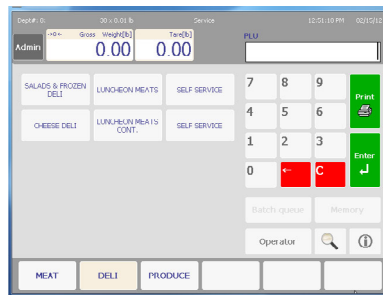 Dept#: 0: 30 x 0.01 lb Service 12:51:10 PM 02/15/12
Admin
→0← Gross Weight[lb] Tare[lb] PLU
0.00 0.00
SALADS & FROZEN DELI LUNCHEON MEATS SELF SERVICE
CHEESE DELI LUNCHEON MEATS CONT. SELF SERVICE
7 8 9 Print
4 5 6
1 2 3 Enter
0 ← C ↵
Batch queue Memory
Operator
MEAT DELI PRODUCE